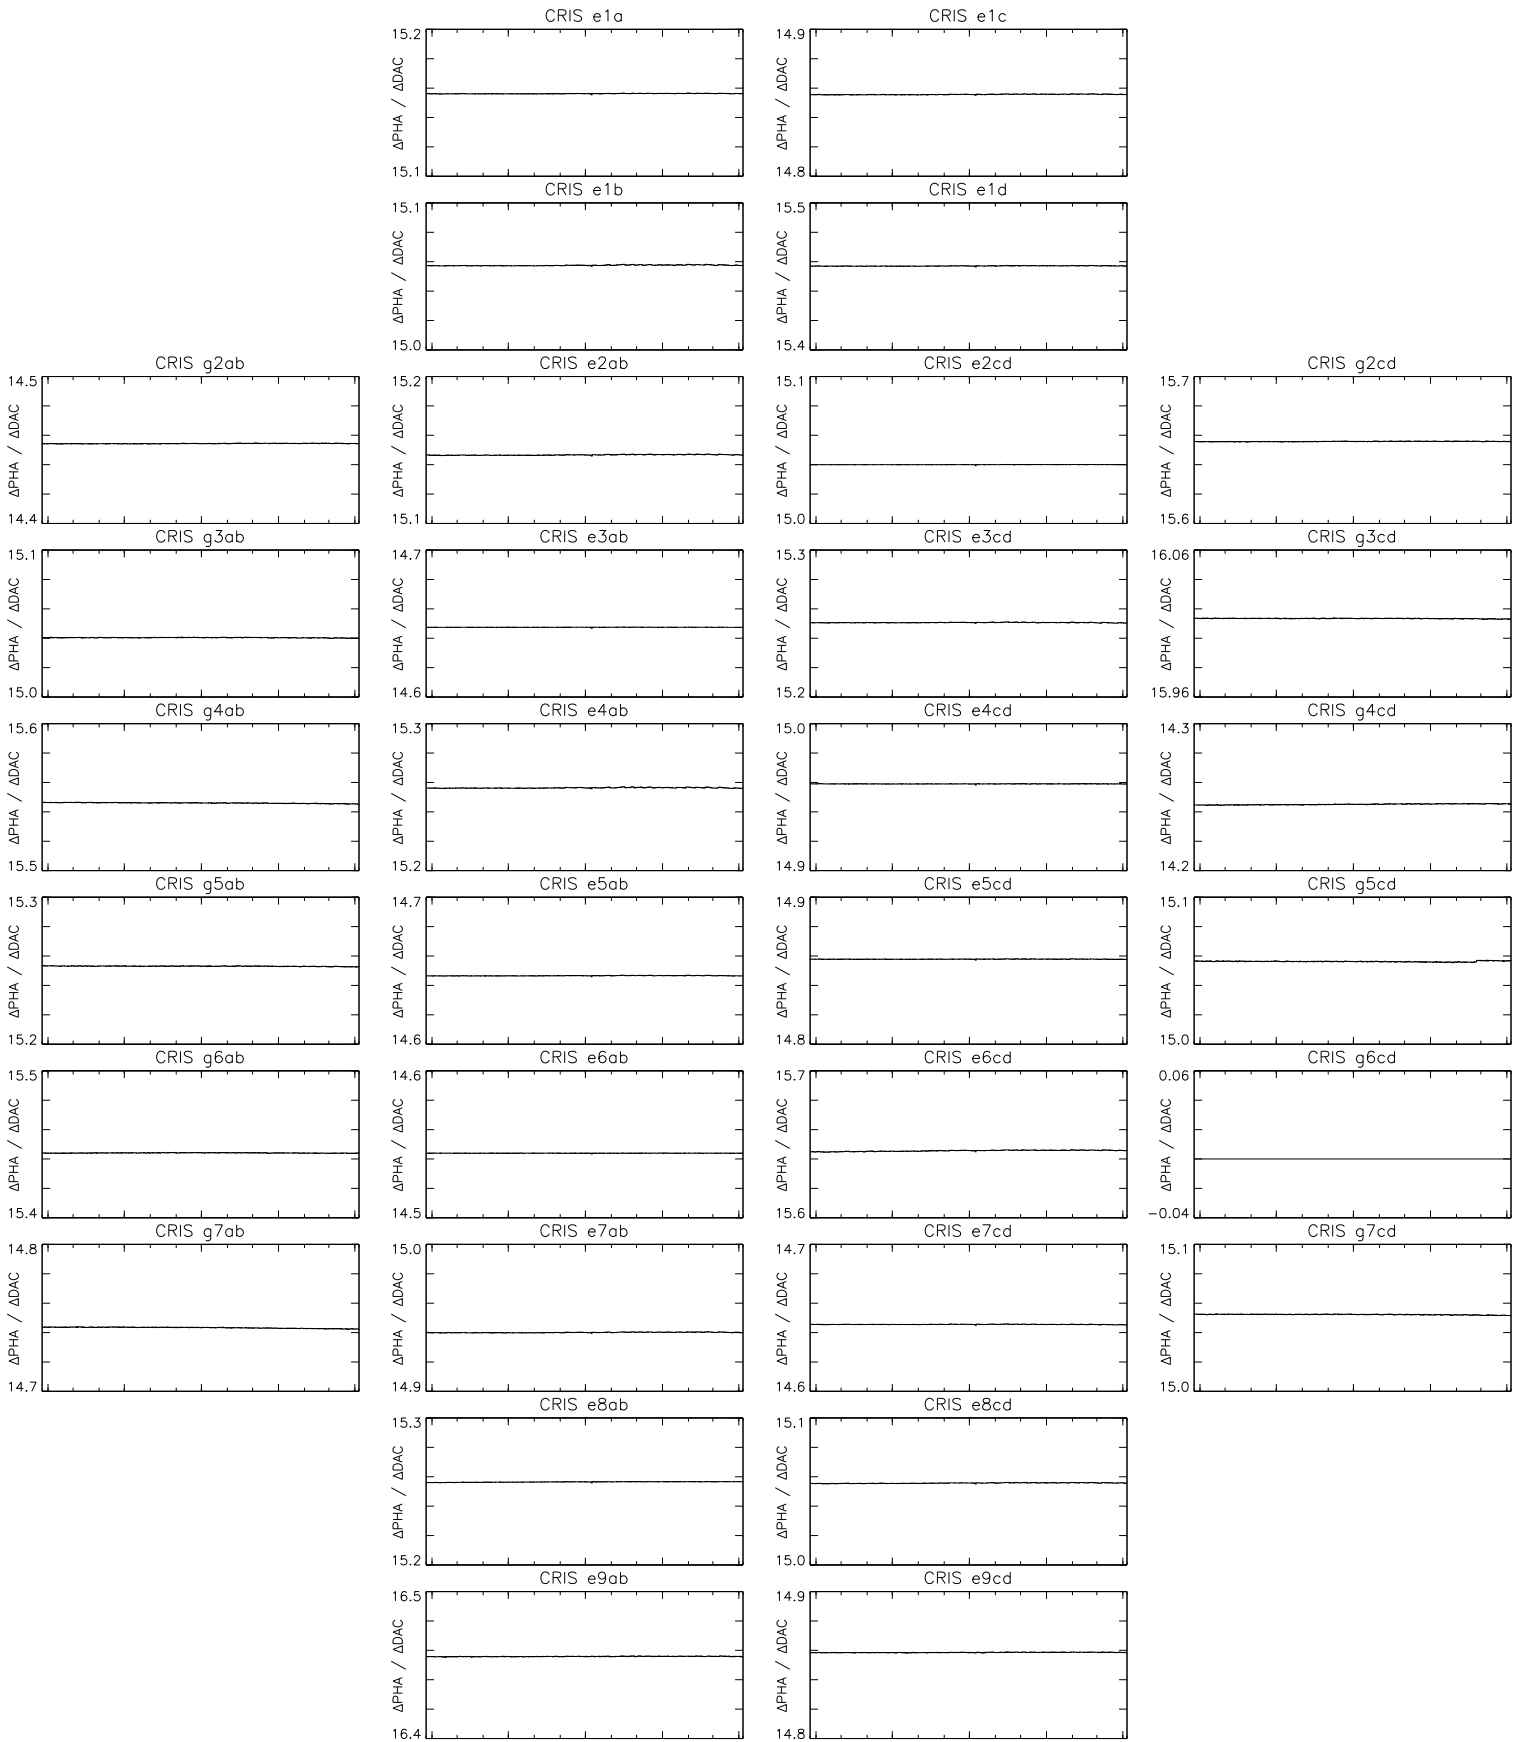 CRIS e1a
15.2
ΔPHA / ΔDAC
15.1
CRIS e1c
14.9
ΔPHA / ΔDAC
14.8
CRIS e1b
15.1
ΔPHA / ΔDAC
15.0
CRIS e1d
15.5
ΔPHA / ΔDAC
15.4
CRIS g2ab
14.5
ΔPHA / ΔDAC
14.4
CRIS e2ab
15.2
ΔPHA / ΔDAC
15.1
CRIS e2cd
15.1
ΔPHA / ΔDAC
15.0
CRIS g2cd
15.7
ΔPHA / ΔDAC
15.6
CRIS g3ab
15.1
ΔPHA / ΔDAC
15.0
CRIS e3ab
14.7
ΔPHA / ΔDAC
14.6
CRIS e3cd
15.3
ΔPHA / ΔDAC
15.2
CRIS g3cd
16.06
ΔPHA / ΔDAC
15.96
CRIS g4ab
15.6
ΔPHA / ΔDAC
15.5
CRIS e4ab
15.3
ΔPHA / ΔDAC
15.2
CRIS e4cd
15.0
ΔPHA / ΔDAC
14.9
CRIS g4cd
14.3
ΔPHA / ΔDAC
14.2
CRIS g5ab
15.3
ΔPHA / ΔDAC
15.2
CRIS e5ab
14.7
ΔPHA / ΔDAC
14.6
CRIS e5cd
14.9
ΔPHA / ΔDAC
14.8
CRIS g5cd
15.1
ΔPHA / ΔDAC
15.0
CRIS g6ab
15.5
ΔPHA / ΔDAC
15.4
CRIS e6ab
14.6
ΔPHA / ΔDAC
14.5
CRIS e6cd
15.7
ΔPHA / ΔDAC
15.6
CRIS g6cd
0.06
ΔPHA / ΔDAC
−0.04
CRIS g7ab
14.8
ΔPHA / ΔDAC
14.7
CRIS e7ab
15.0
ΔPHA / ΔDAC
14.9
CRIS e7cd
14.7
ΔPHA / ΔDAC
14.6
CRIS g7cd
15.1
ΔPHA / ΔDAC
15.0
CRIS e8ab
15.3
ΔPHA / ΔDAC
15.2
CRIS e8cd
15.1
ΔPHA / ΔDAC
15.0
CRIS e9ab
16.5
ΔPHA / ΔDAC
16.4
CRIS e9cd
14.9
ΔPHA / ΔDAC
14.8